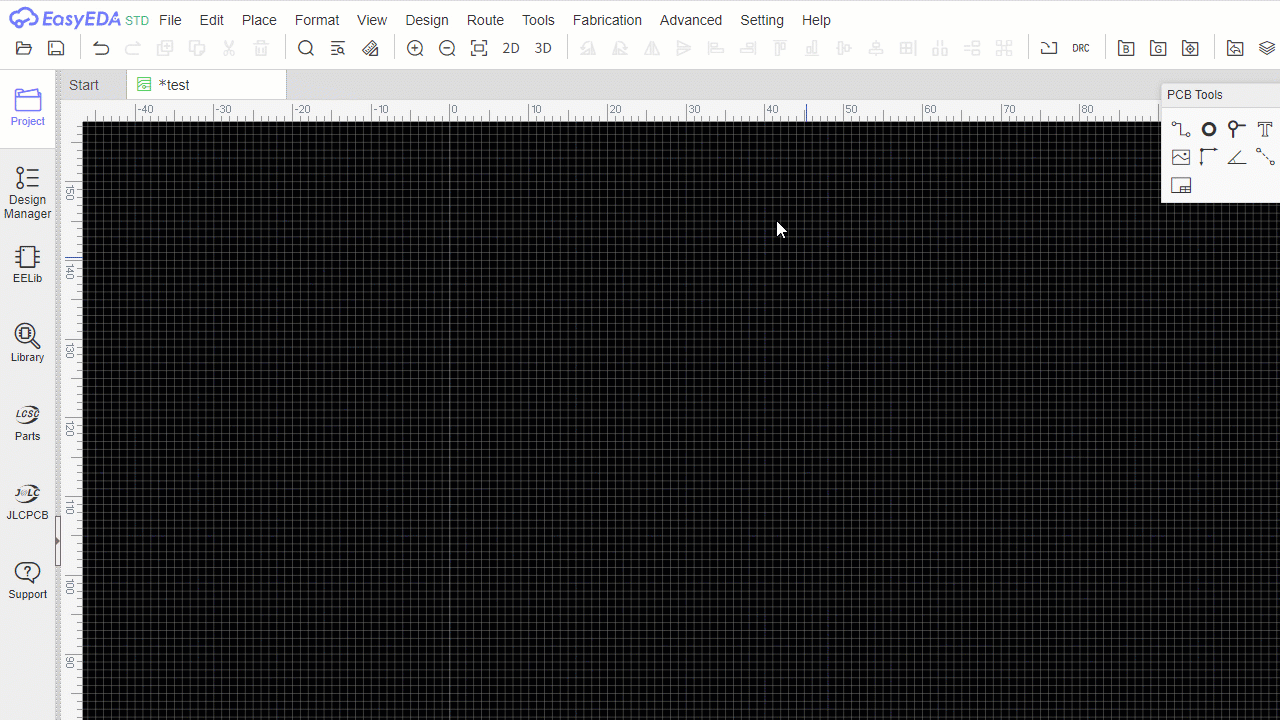 EasyEDA STD File Edit Place Format View Design Route Tools Fabrication Advanced Setting Help
2D 3D DRC B G
Start *test
PCB Tools
-40 -30 -20 -10 0 10 20 30 40 50 60 70 80
Project
Design
Manager
EELib
Library
LCSC
Parts
J@LC
JLCPCB
Support
150
140
130
120
110
100
90